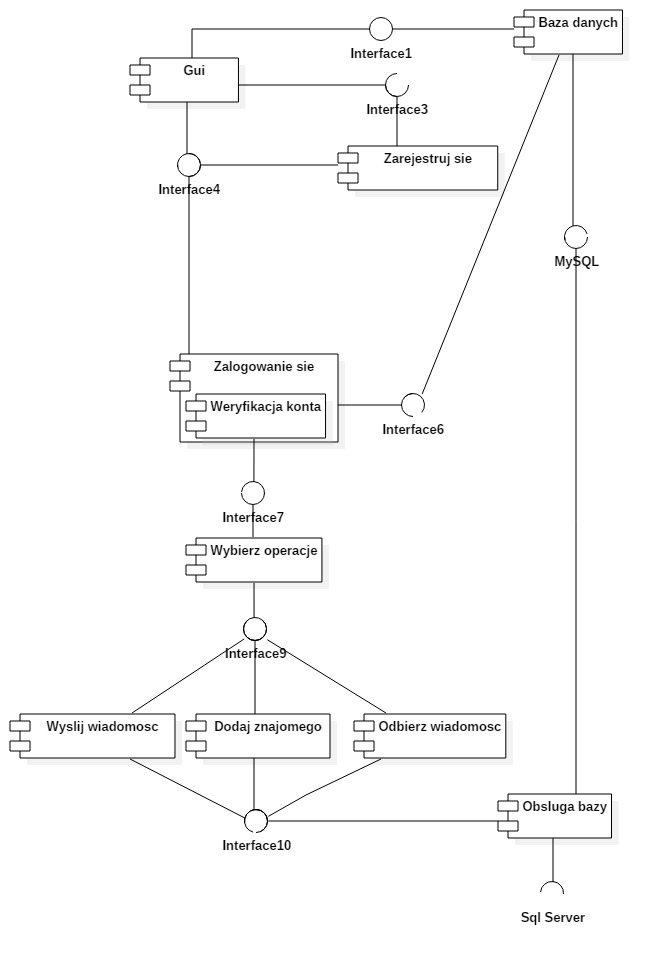 Baza danych
Interface1
Gui
Interface3
Zarejestruj sie
Interface4
MySQL
Zalogowanie sie
Weryfikacja konta
Interface6
Interface7
Wybierz operacje
Interface9
Wyslij wiadomosc
Dodaj znajomego
Odbierz wiadomosc
Obsluga bazy
Interface10
Sql Server